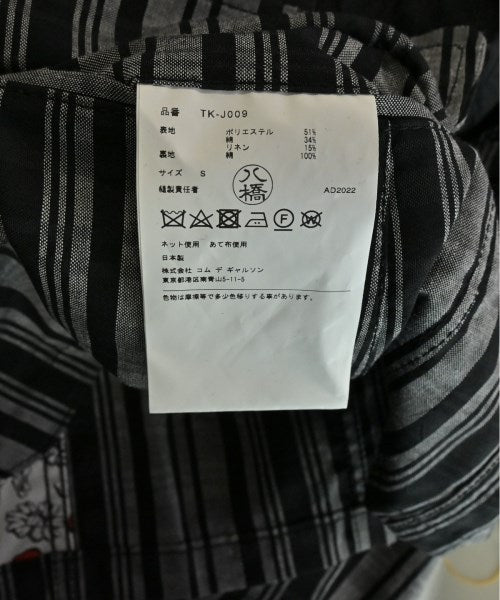 品番 TK-J009
表地 ポリエステル 51%
綿 34%
リネン 15%
裏地 綿 100%
サイズ S
縫製責任者 八橋 AD2022
ネット使用 あて布使用
日本製
株式会社 コム デ ギャルソン
東京都港区南青山5-11-5
色物は摩擦等で多少色移りする事があります。